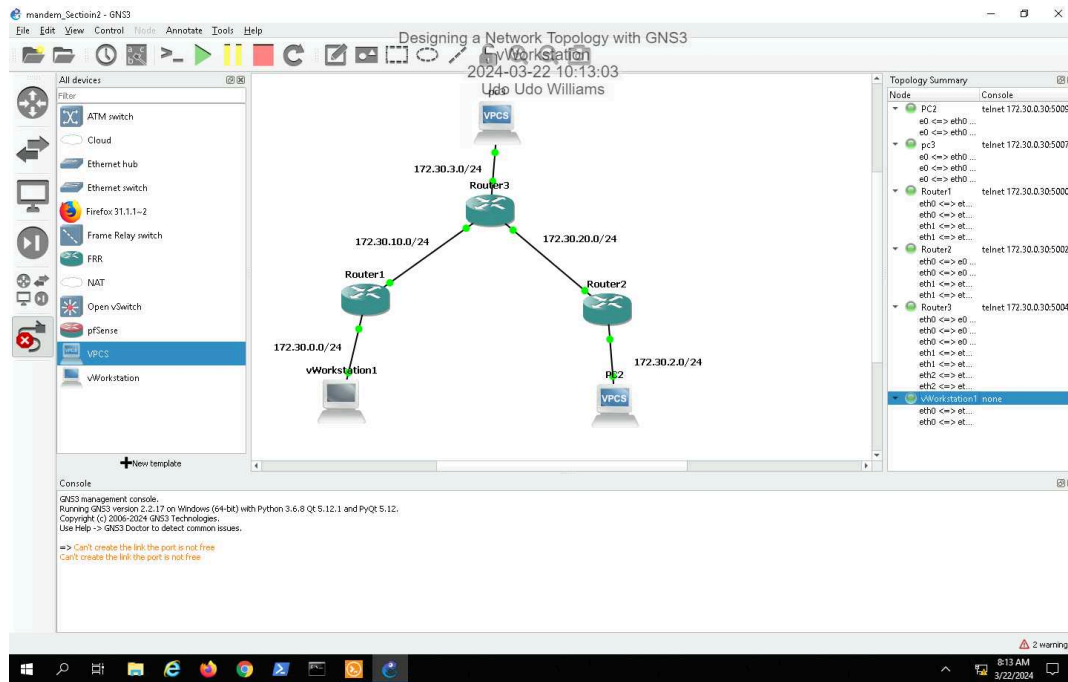 mandem_Sectioin2 - GNS3
File Edit View Control Node Annotate Tools Help
Designing a Network Topology with GNS3
vWorkstation
2024-03-22 10:13:03
Udo Udo Williams
All devices
Filter
ATM switch
Cloud
Ethernet hub
Ethernet switch
Firefox 31.1.1~2
Frame Relay switch
FRR
NAT
Open vSwitch
pfSense
VPCS
vWorkstation
New template
pc3
VPCS
172.30.3.0/24
Router3
172.30.10.0/24
172.30.20.0/24
Router1
Router2
172.30.0.0/24
172.30.2.0/24
vWorkstation1
PC2
VPCS
Topology Summary
Node Console
PC2 telnet 172.30.0.30:5009
e0 <=> eth0 ...
e0 <=> eth0 ...
pc3 telnet 172.30.0.30:5007
e0 <=> eth0 ...
e0 <=> eth0 ...
e0 <=> eth0 ...
Router1 telnet 172.30.0.30:5000
eth0 <=> et...
eth0 <=> et...
eth1 <=> et...
eth1 <=> et...
Router2 telnet 172.30.0.30:5002
eth0 <=> e0 ...
eth0 <=> e0 ...
eth1 <=> et...
eth1 <=> et...
Router3 telnet 172.30.0.30:5004
eth0 <=> e0 ...
eth0 <=> e0 ...
eth0 <=> e0 ...
eth1 <=> et...
eth1 <=> et...
eth2 <=> et...
eth2 <=> et...
vWorkstation1 none
eth0 <=> et...
eth0 <=> et...
Console
GNS3 management console.
Running GNS3 version 2.2.17 on Windows (64-bit) with Python 3.6.8 Qt 5.12.1 and PyQt 5.12.
Copyright (c) 2006-2024 GNS3 Technologies.
Use Help -> GNS3 Doctor to detect common issues.
=> Can't create the link the port is not free
Can't create the link the port is not free
2 warning
8:13 AM
3/22/2024